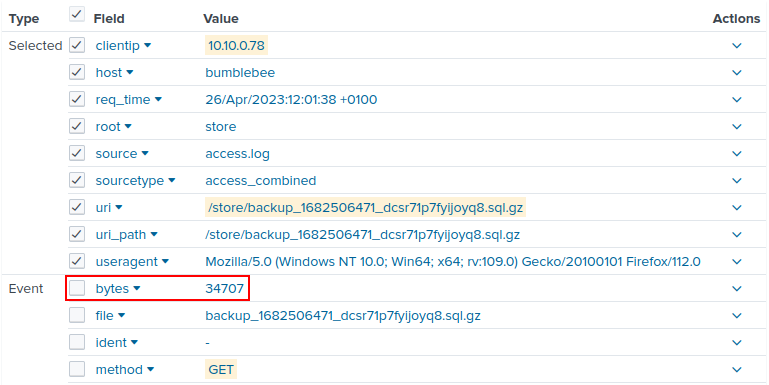 Type Field Value Actions
Selected clientip 10.10.0.78
host bumblebee
req_time 26/Apr/2023:12:01:38 +0100
root store
source access.log
sourcetype access_combined
uri /store/backup_1682506471_dcsr71p7fyijoyq8.sql.gz
uri_path /store/backup_1682506471_dcsr71p7fyijoyq8.sql.gz
useragent Mozilla/5.0 (Windows NT 10.0; Win64; x64; rv:109.0) Gecko/20100101 Firefox/112.0
Event bytes 34707
file backup_1682506471_dcsr71p7fyijoyq8.sql.gz
ident -
method GET